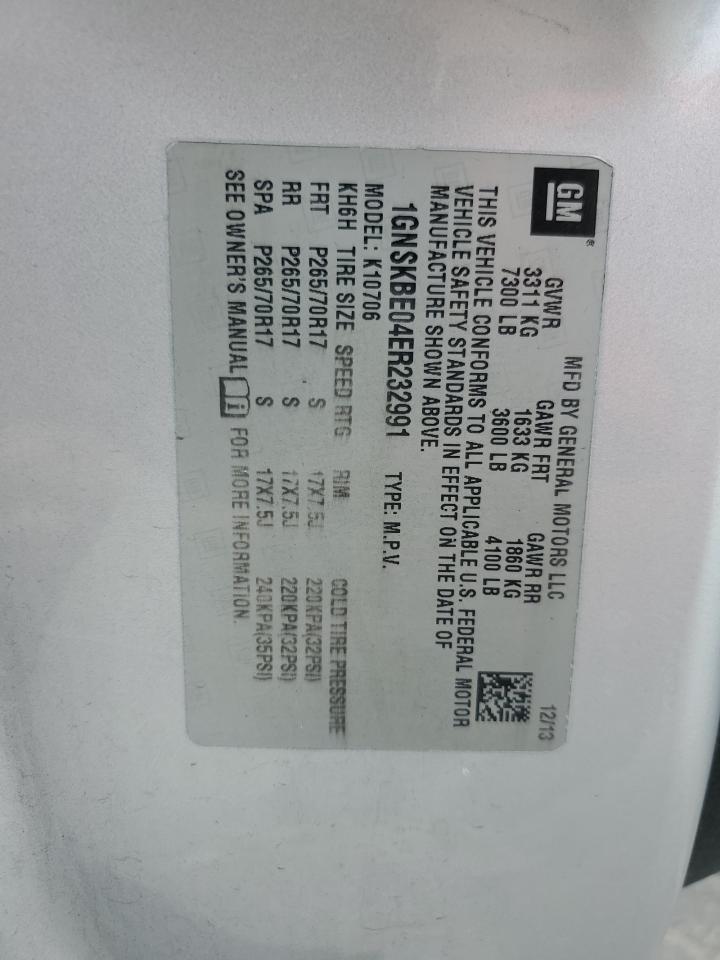 GM®
MFD BY GENERAL MOTORS LLC 12/13
GVWR GAWR FRT GAWR RR
3311 KG 1633 KG 1860 KG
7300 LB 3600 LB 4100 LB
THIS VEHICLE CONFORMS TO ALL APPLICABLE U.S. FEDERAL MOTOR
VEHICLE SAFETY STANDARDS IN EFFECT ON THE DATE OF
MANUFACTURE SHOWN ABOVE.
1GNSKBE04ER232991 TYPE: M.P.V.
MODEL: K10706
KH6H TIRE SIZE SPEED RTG RIM COLD TIRE PRESSURE
FRT P265/70R17 S 17X7.5J 220KPA(32PSI)
RR P265/70R17 S 17X7.5J 220KPA(32PSI)
SPA P265/70R17 S 17X7.5J 240KPA(35PSI)
SEE OWNER'S MANUAL i FOR MORE INFORMATION.